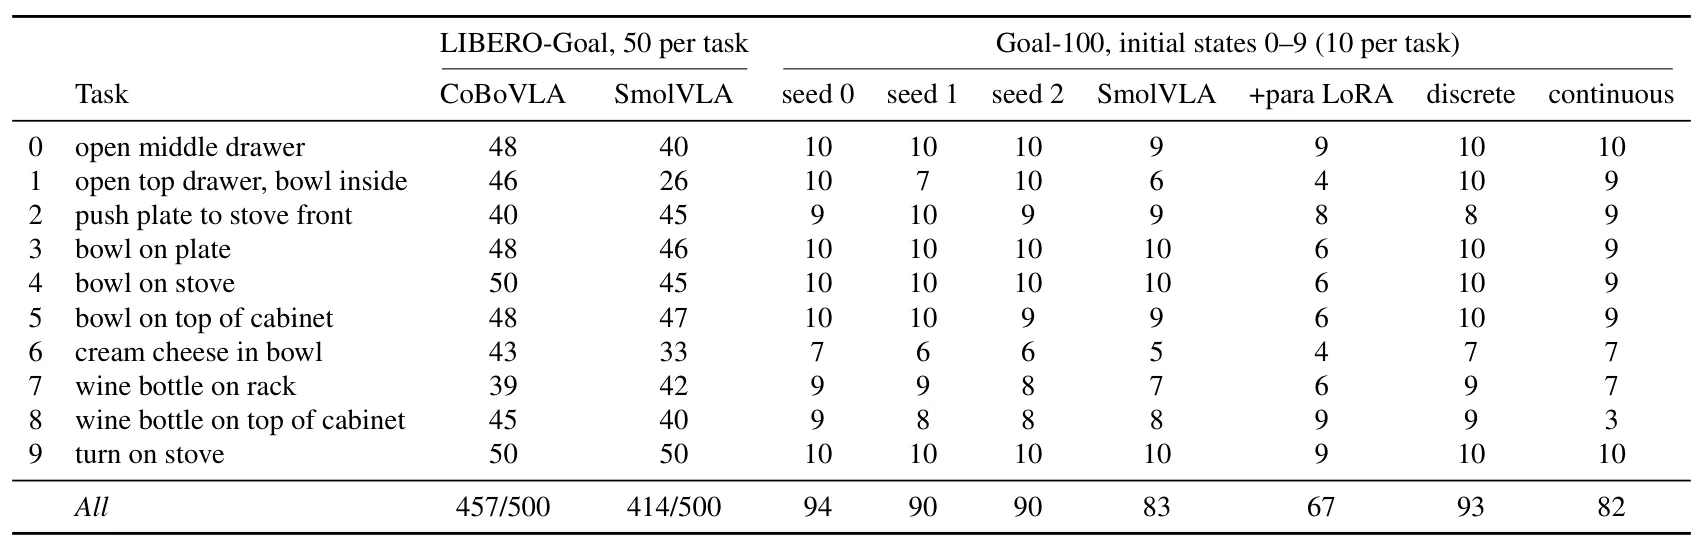 LIBERO-Goal, 50 per task Goal-100, initial states 0–9 (10 per task)
Task CoBoVLA SmolVLA seed 0 seed 1 seed 2 SmolVLA +para LoRA discrete continuous
0 open middle drawer 48 40 10 10 10 9 9 10 10
1 open top drawer, bowl inside 46 26 10 7 10 6 4 10 9
2 push plate to stove front 40 45 9 10 9 9 8 8 9
3 bowl on plate 48 46 10 10 10 10 6 10 9
4 bowl on stove 50 45 10 10 10 10 6 10 9
5 bowl on top of cabinet 48 47 10 10 9 9 6 10 9
6 cream cheese in bowl 43 33 7 6 6 5 4 7 7
7 wine bottle on rack 39 42 9 9 8 7 6 9 7
8 wine bottle on top of cabinet 45 40 9 8 8 8 9 9 3
9 turn on stove 50 50 10 10 10 10 9 10 10
All 457/500 414/500 94 90 90 83 67 93 82